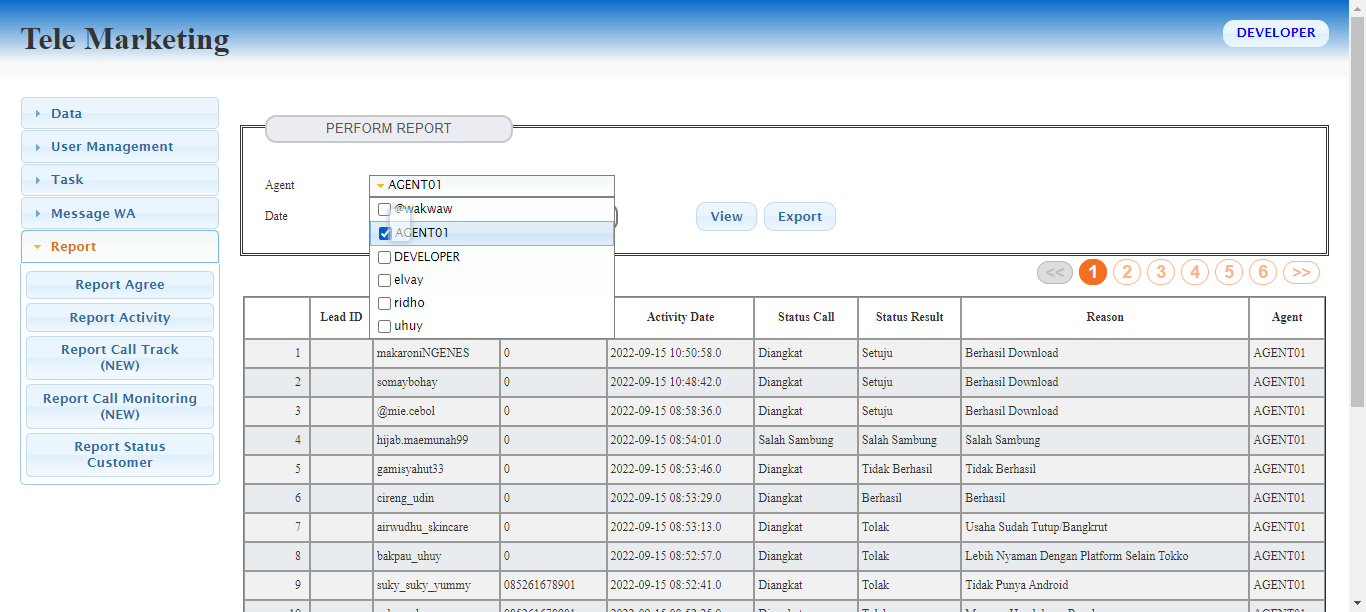 Tele Marketing
DEVELOPER
Data
User Management
Task
Message WA
Report
Report Agree
Report Activity
Report Call Track
(NEW)
Report Call Monitoring
(NEW)
Report Status
Customer
PERFORM REPORT
Agent
AGENT01
@wakwaw
AGENT01
DEVELOPER
elvay
ridho
uhuy
Date
View
Export
<< 1 2 3 4 5 6 >>
Lead ID Activity Date Status Call Status Result Reason Agent
1 makaroniNGENES 0 2022-09-15 10:50:58.0 Diangkat Setuju Berhasil Download AGENT01
2 somaybohay 0 2022-09-15 10:48:42.0 Diangkat Setuju Berhasil Download AGENT01
3 @mie.cebol 0 2022-09-15 08:58:36.0 Diangkat Setuju Berhasil Download AGENT01
4 hijab.maemunah99 0 2022-09-15 08:54:01.0 Salah Sambung Salah Sambung Salah Sambung AGENT01
5 gamisyahut33 0 2022-09-15 08:53:46.0 Diangkat Tidak Berhasil Tidak Berhasil AGENT01
6 cireng_udin 0 2022-09-15 08:53:29.0 Diangkat Berhasil Berhasil AGENT01
7 airwudhu_skincare 0 2022-09-15 08:53:13.0 Diangkat Tolak Usaha Sudah Tutup/Bangkrut AGENT01
8 bakpau_uhuy 0 2022-09-15 08:52:57.0 Diangkat Tolak Lebih Nyaman Dengan Platform Selain Tokko AGENT01
9 suky_suky_yummy 085261678901 2022-09-15 08:52:41.0 Diangkat Tolak Tidak Punya Android AGENT01